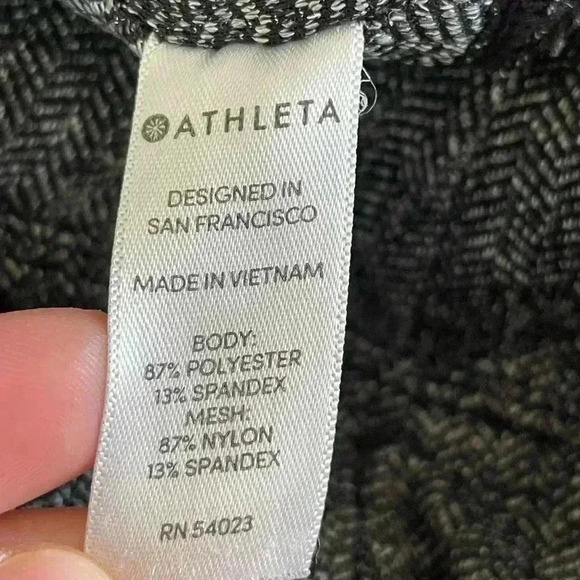 ATHLETA
DESIGNED IN
SAN FRANCISCO
MADE IN VIETNAM
BODY:
87% POLYESTER
13% SPANDEX
MESH:
87% NYLON
13% SPANDEX
RN 54023